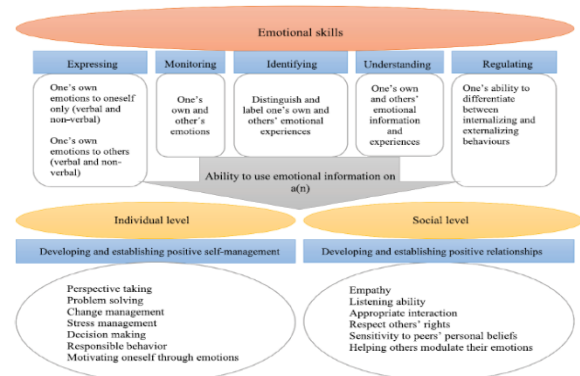 Emotional skills
Expressing
Monitoring
Identifying
Understanding
Regulating
One's own
emotions to oneself
only (verbal and
non-verbal)
One's own
emotions to others
(verbal and non-
verbal)
One's
own and
other's
emotions
Distinguish and
label one's own and
others' emotional
experiences
One's own
and others'
emotional
information
and
experiences
One's ability to
differentiate
between
internalizing and
externalizing
behaviours
Ability to use emotional information on
a(n)
Individual level
Social level
Developing and establishing positive self-management
Developing and establishing positive relationships
Perspective taking
Problem solving
Change management
Stress management
Decision making
Responsible behavior
Motivating oneself through emotions
Empathy
Listening ability
Appropriate interaction
Respect others' rights
Sensitivity to peers' personal beliefs
Helping others modulate their emotions